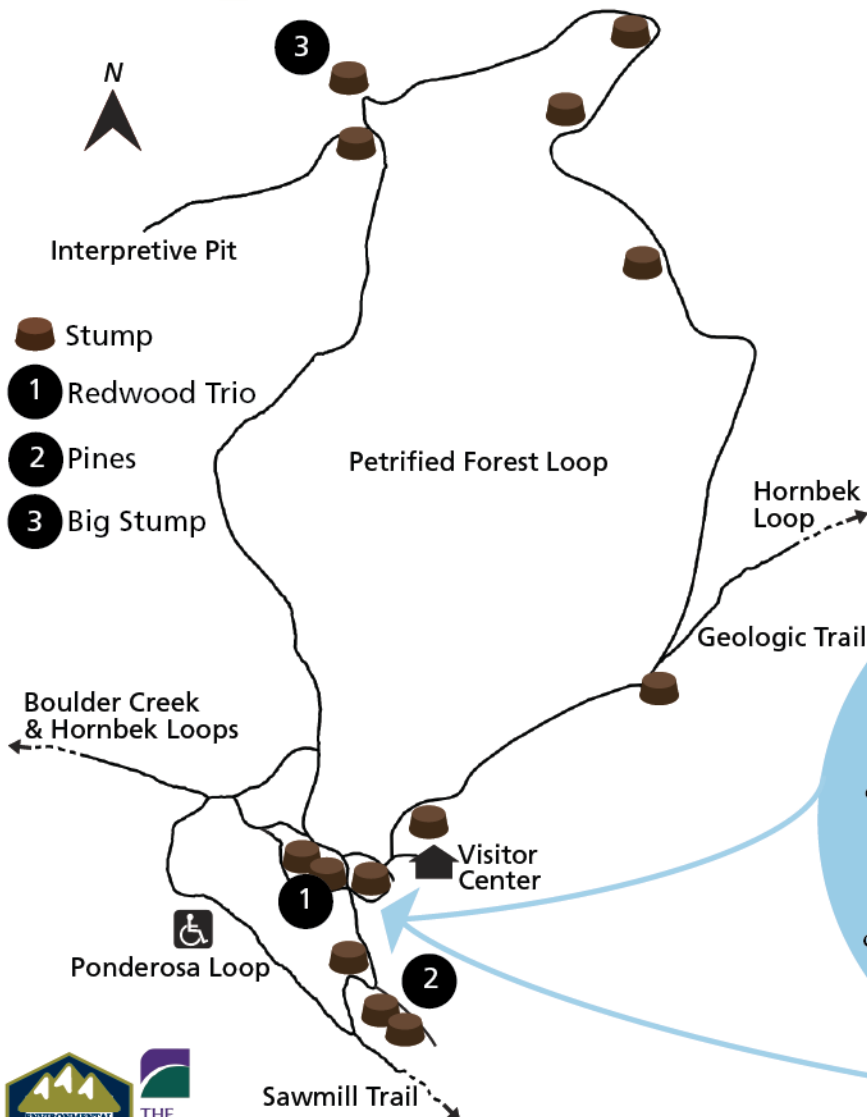 3
N
Interpretive Pit
Stump
1 Redwood Trio
2 Pines
3 Big Stump
Petrified Forest Loop
Hornbek
Loop
Geologic Trail
Boulder Creek
& Hornbek Loops
Visitor
Center
1
Ponderosa Loop
2
Sawmill Trail
ENVIRONMENTAL
THE